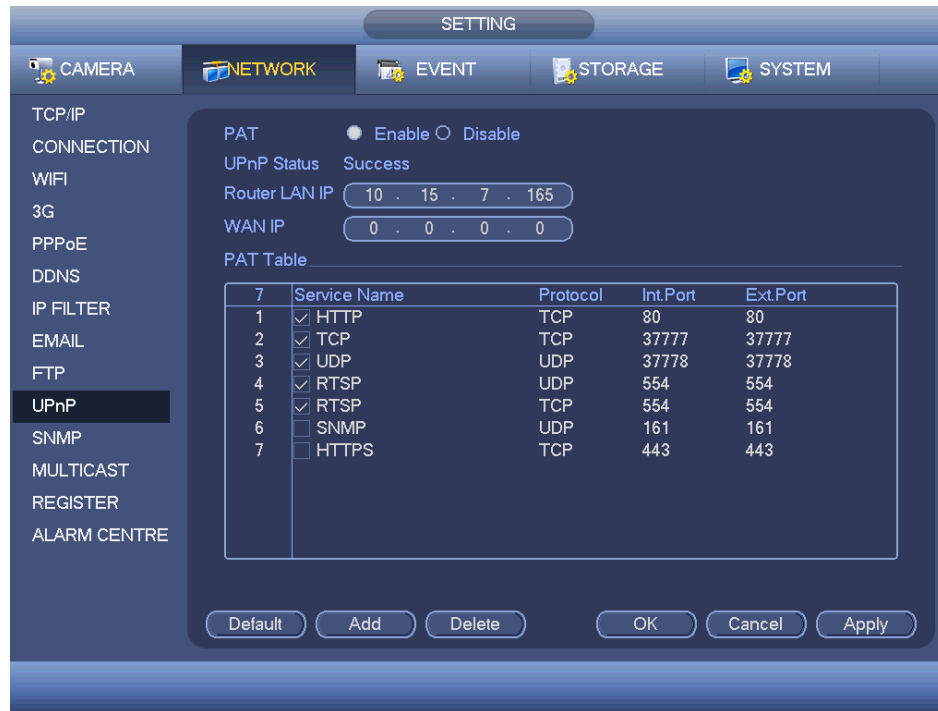 SETTING
CAMERA NETWORK EVENT STORAGE SYSTEM
TCP/IP
CONNECTION
WIFI
3G
PPPoE
DDNS
IP FILTER
EMAIL
FTP
UPnP
SNMP
MULTICAST
REGISTER
ALARM CENTRE
PAT Enable Disable
UPnP Status Success
Router LAN IP 10 . 15 . 7 . 165
WAN IP 0 . 0 . 0 . 0
PAT Table
7 Service Name Protocol Int.Port Ext.Port
1 HTTP TCP 80 80
2 TCP TCP 37777 37777
3 UDP UDP 37778 37778
4 RTSP UDP 554 554
5 RTSP TCP 554 554
6 SNMP UDP 161 161
7 HTTPS TCP 443 443
Default Add Delete OK Cancel Apply